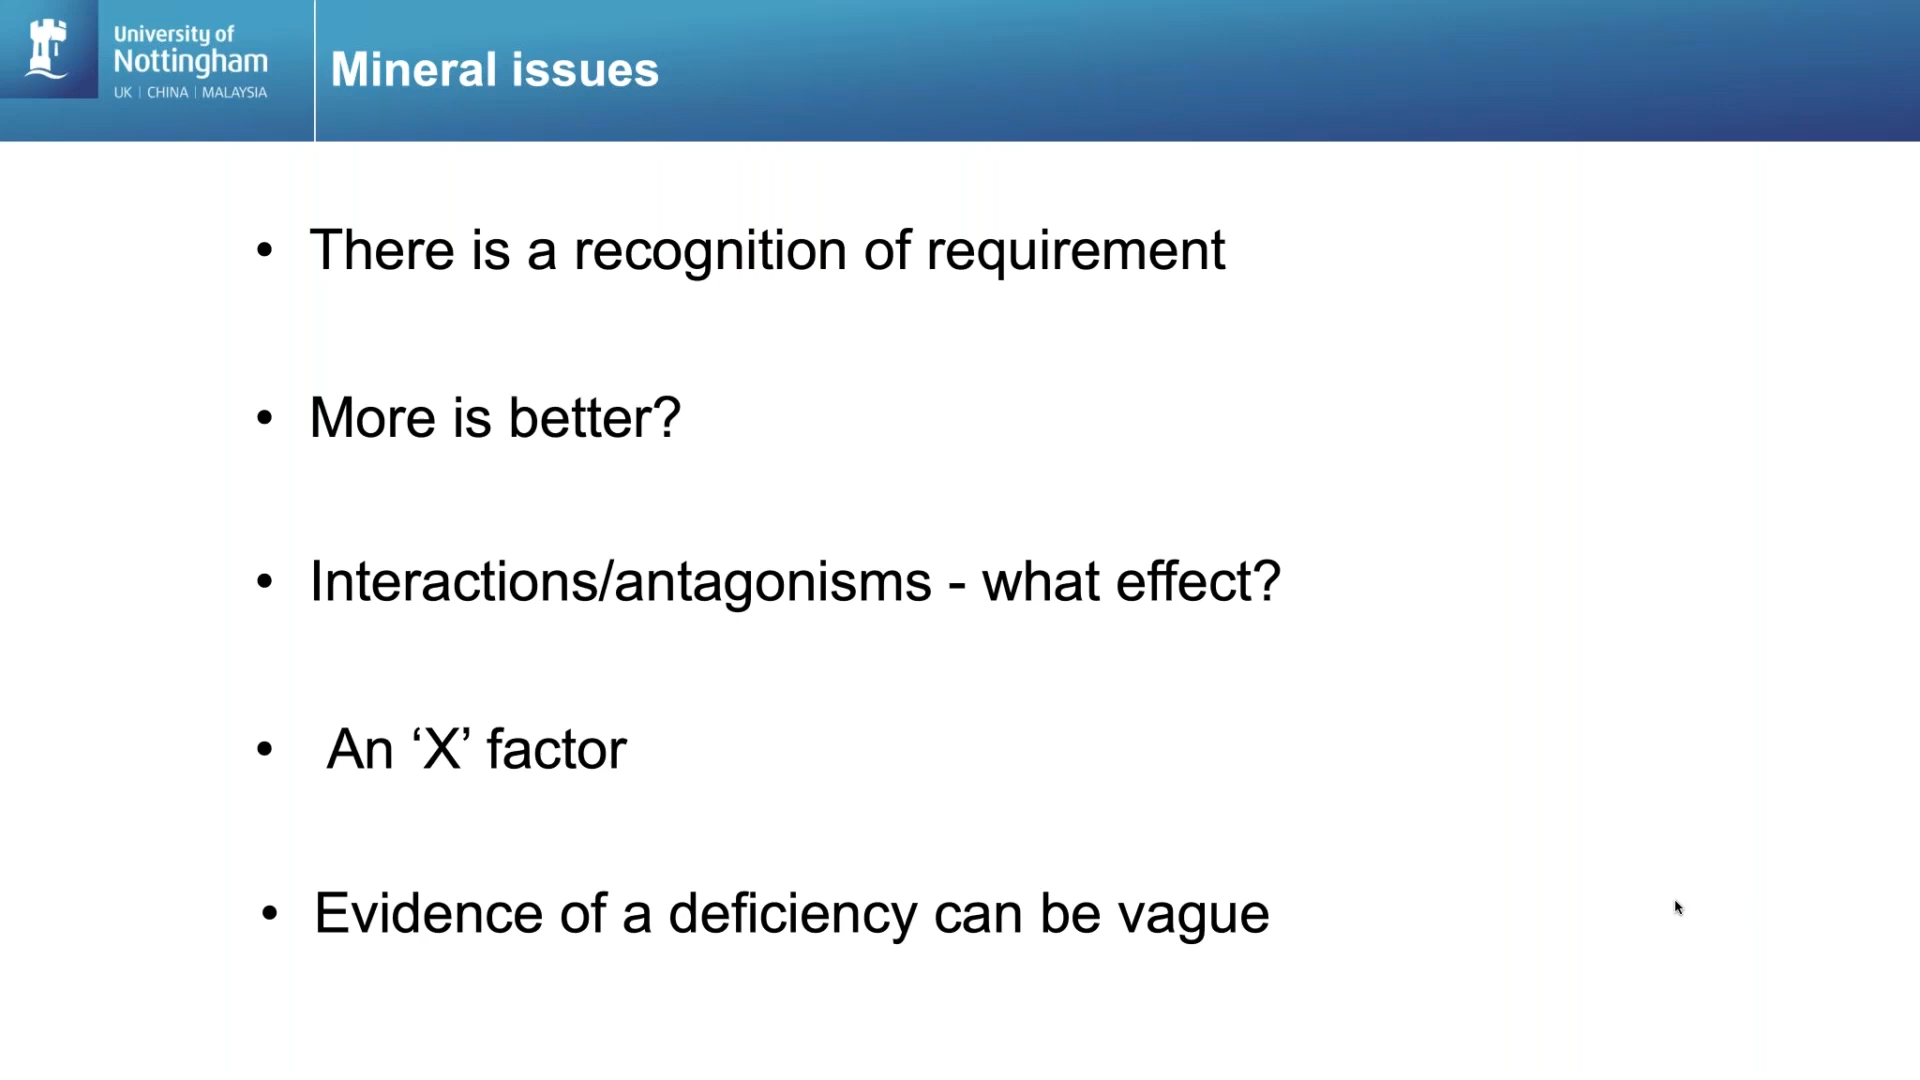 University of
Nottingham
UK | CHINA | MALAYSIA
Mineral issues
• There is a recognition of requirement
• More is better?
• Interactions/antagonisms - what effect?
• An ‘X’ factor
• Evidence of a deficiency can be vague